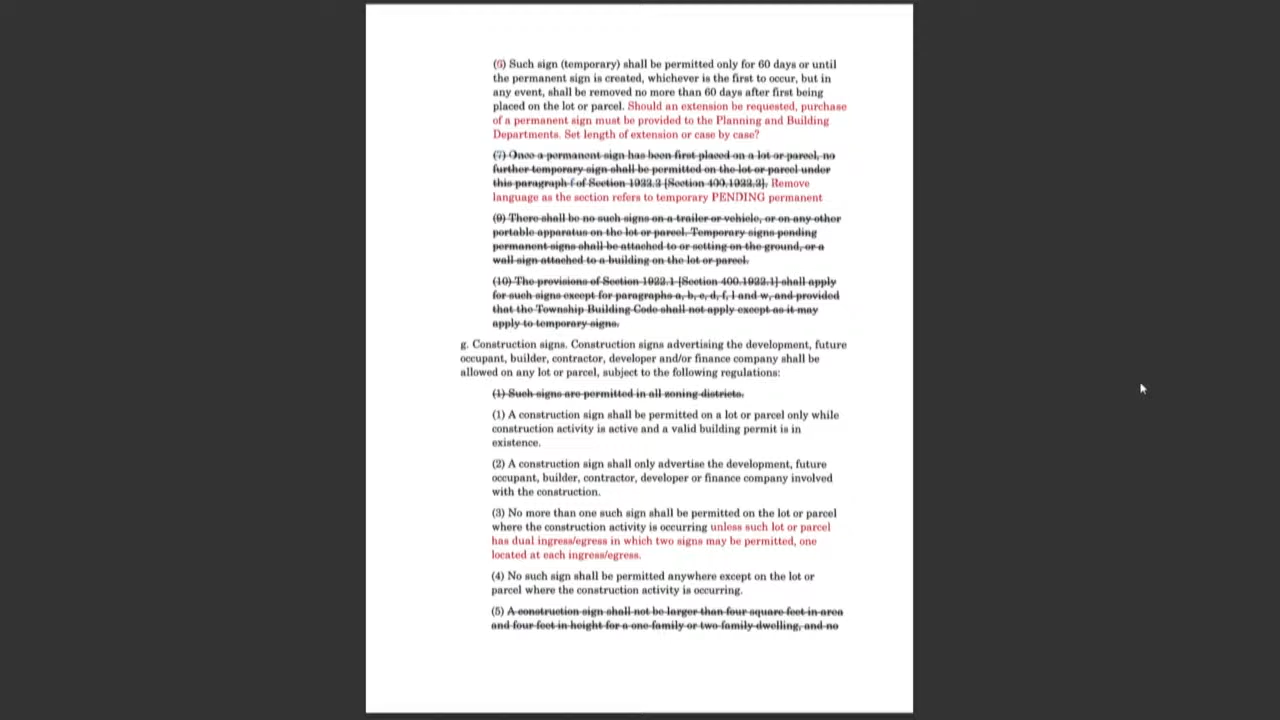 (6) Such sign (temporary) shall be permitted only for 60 days or until
the permanent sign is created, whichever is the first to occur, but in
any event, shall be removed no more than 60 days after first being
placed on the lot or parcel. Should an extension be requested, purchase
of a permanent sign must be provided to the Planning and Building
Departments. Set length of extension or case by case?
(7) Once a permanent sign has been first placed on a lot or parcel, no
further temporary sign shall be permitted on the lot or parcel under
this paragraph f of Section 1922.2 [Section 400.1922.2]. Remove
language as the section refers to temporary PENDING permanent
(9) There shall be no such signs on a trailer or vehicle, or on any other
portable apparatus on the lot or parcel. Temporary signs pending
permanent signs shall be attached to or setting on the ground, or a
wall sign attached to a building on the lot or parcel.
(10) The provisions of Section 1922.1 [Section 400.1922.1] shall apply
for such signs except for paragraphs a, b, c, d, f, l and w, and provided
that the Township Building Code shall not apply except as it may
apply to temporary signs.
g. Construction signs. Construction signs advertising the development, future
occupant, builder, contractor, developer and/or finance company shall be
allowed on any lot or parcel, subject to the following regulations:
(1) Such signs are permitted in all zoning districts.
(1) A construction sign shall be permitted on a lot or parcel only while
construction activity is active and a valid building permit is in
existence.
(2) A construction sign shall only advertise the development, future
occupant, builder, contractor, developer or finance company involved
with the construction.
(3) No more than one such sign shall be permitted on the lot or parcel
where the construction activity is occurring unless such lot or parcel
has dual ingress/egress in which two signs may be permitted, one
located at each ingress/egress.
(4) No such sign shall be permitted anywhere except on the lot or
parcel where the construction activity is occurring.
(5) A construction sign shall not be larger than four square feet in area
and four feet in height for a one-family or two-family dwelling, and no